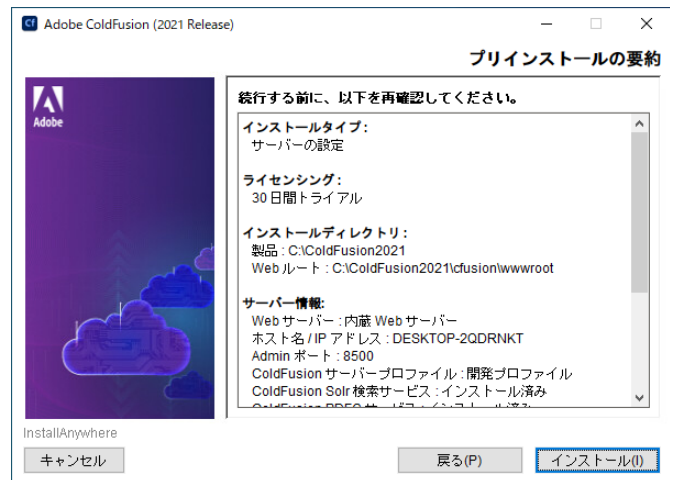 Cf Adobe ColdFusion (2021 Release)
プリインストールの要約
Adobe
続行する前に、以下を再確認してください。
インストールタイプ :
サーバーの設定
ライセンシング :
30 日間トライアル
インストールディレクトリ :
製品 : C:\ColdFusion2021
Web ルート : C:\ColdFusion2021\cfusion\wwwroot
サーバー情報:
Web サーバー : 内蔵 Web サーバー
ホスト名 / IP アドレス : DESKTOP-2QDRNKT
Admin ポート : 8500
ColdFusion サーバープロファイル : 開発プロファイル
ColdFusion Solr 検索サービス : インストール済み
InstallAnywhere
キャンセル
戻る(P)
インストール(I)